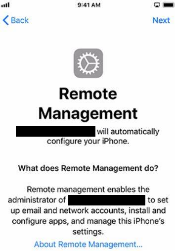 9:41 AM
Back
Next
Remote
Management
will automatically
configure your iPhone.
What does Remote Management do?
Remote management enables the
administrator of to set
up email and network accounts, install and
configure apps, and manage this iPhone's
settings.
About Remote Management...